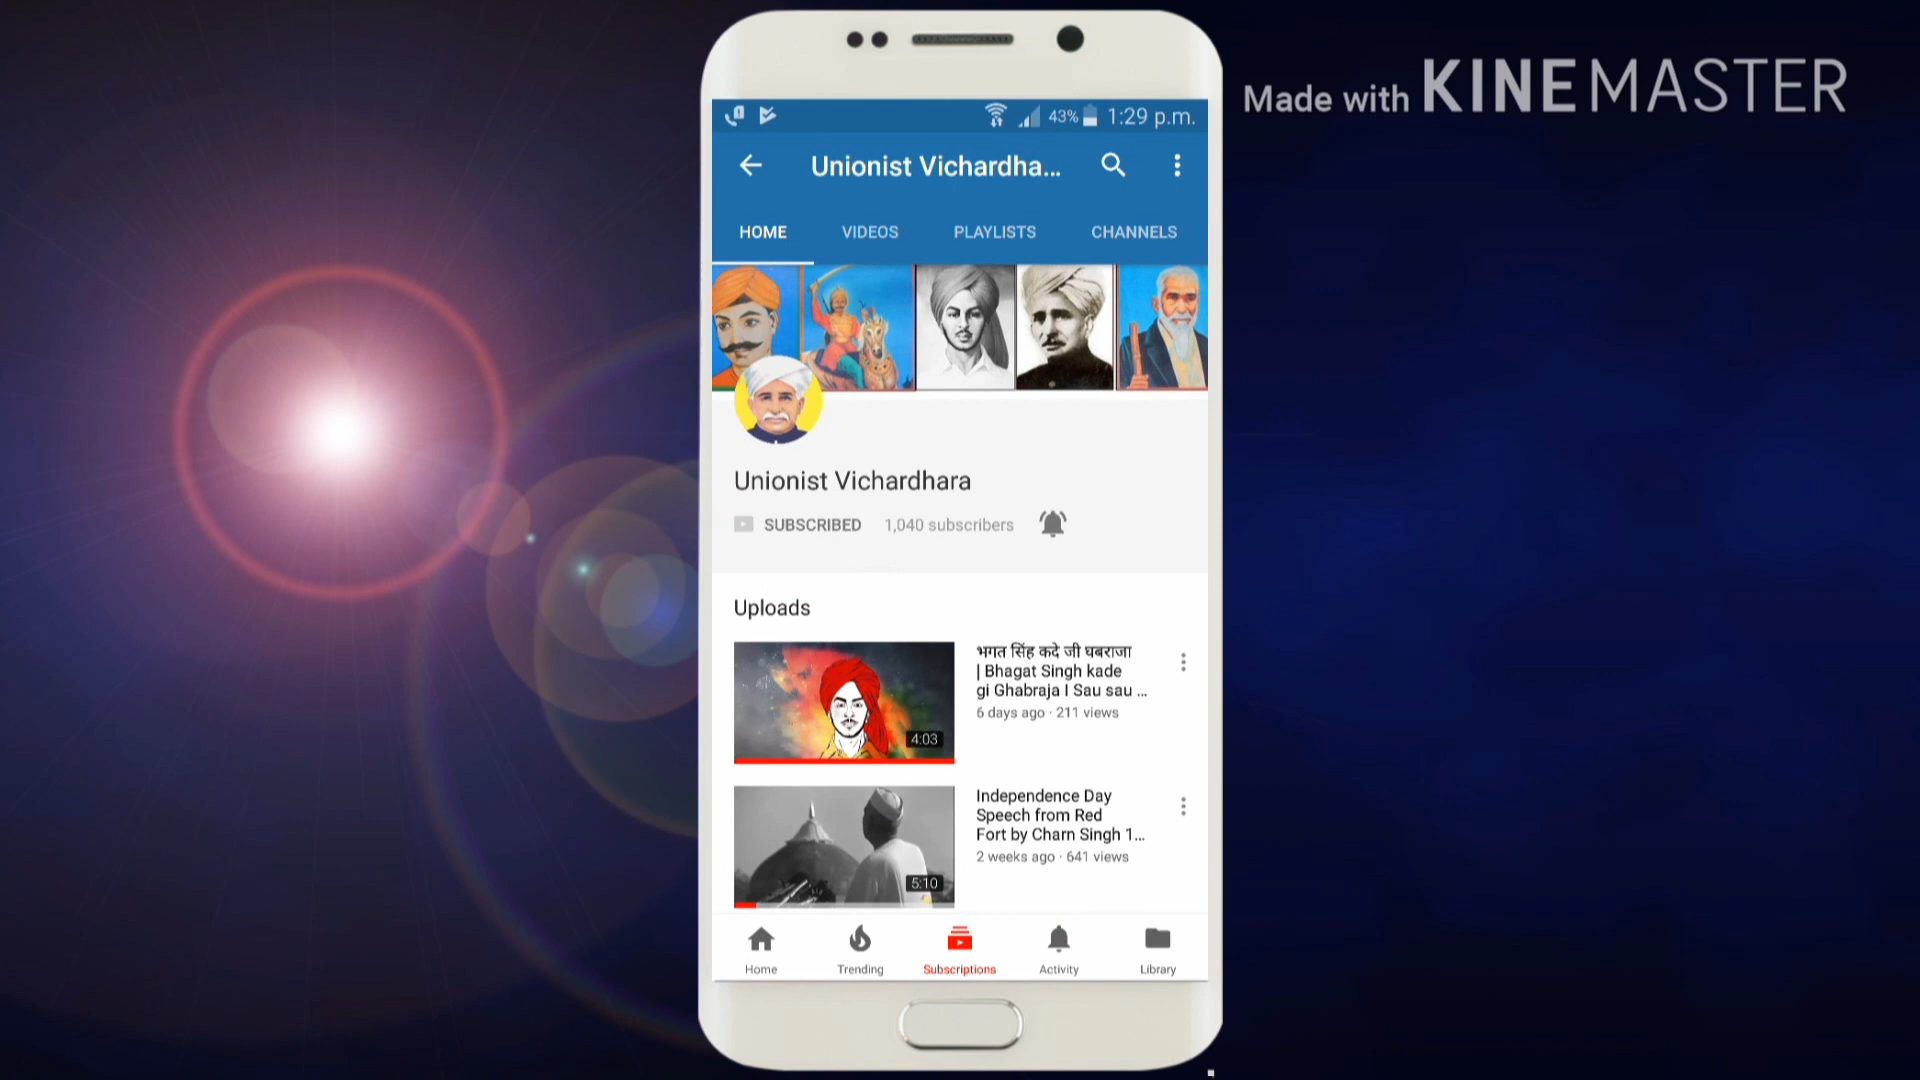 Made with KINEMASTER
43% 1:29 p.m.
Unionist Vichardha...
HOME VIDEOS PLAYLISTS CHANNELS
Unionist Vichardhara
SUBSCRIBED 1,040 subscribers
Uploads
भगत सिंह कदे जी घबराजा
| Bhagat Singh kade
gi Ghabraja I Sau sau ...
6 days ago · 211 views
4:03
Independence Day
Speech from Red
Fort by Charn Singh 1...
2 weeks ago · 641 views
5:10
Home Trending Subscriptions Activity Library